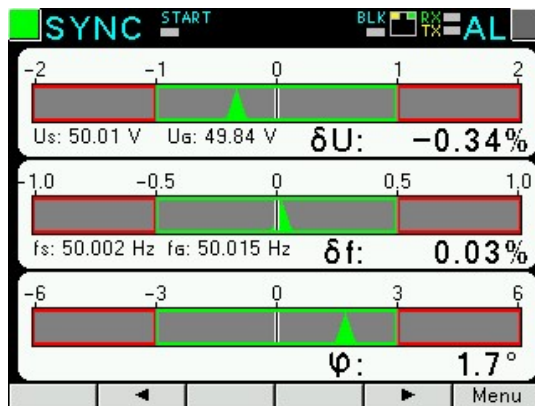 SYNC START BLK RX TX AL
-2 -1 0 1 2
Us: 50.01 V UG: 49.84 V δU: -0.34%
-1.0 -0.5 0 0.5 1.0
fs: 50.002 Hz fG: 50.015 Hz δf: 0.03%
-6 -3 0 3 6
φ: 1.7°
Menu